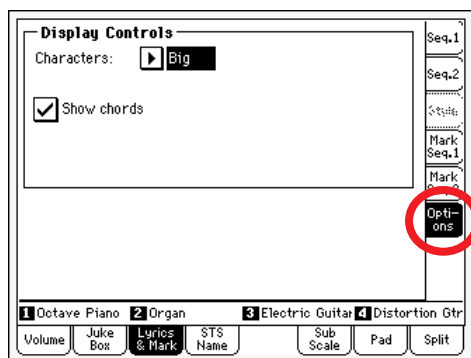 Display Controls
Characters: Big
Show chords
Seq.1
Seq.2
Style
Mark
Seq.1
Mark
Opti-
ons
1 Octave Piano 2 Organ 3 Electric Guitar 4 Distortion Gtr
Volume
Juke
Box
Lyrics
& Mark
STS
Name
Sub
Scale
Pad
Split